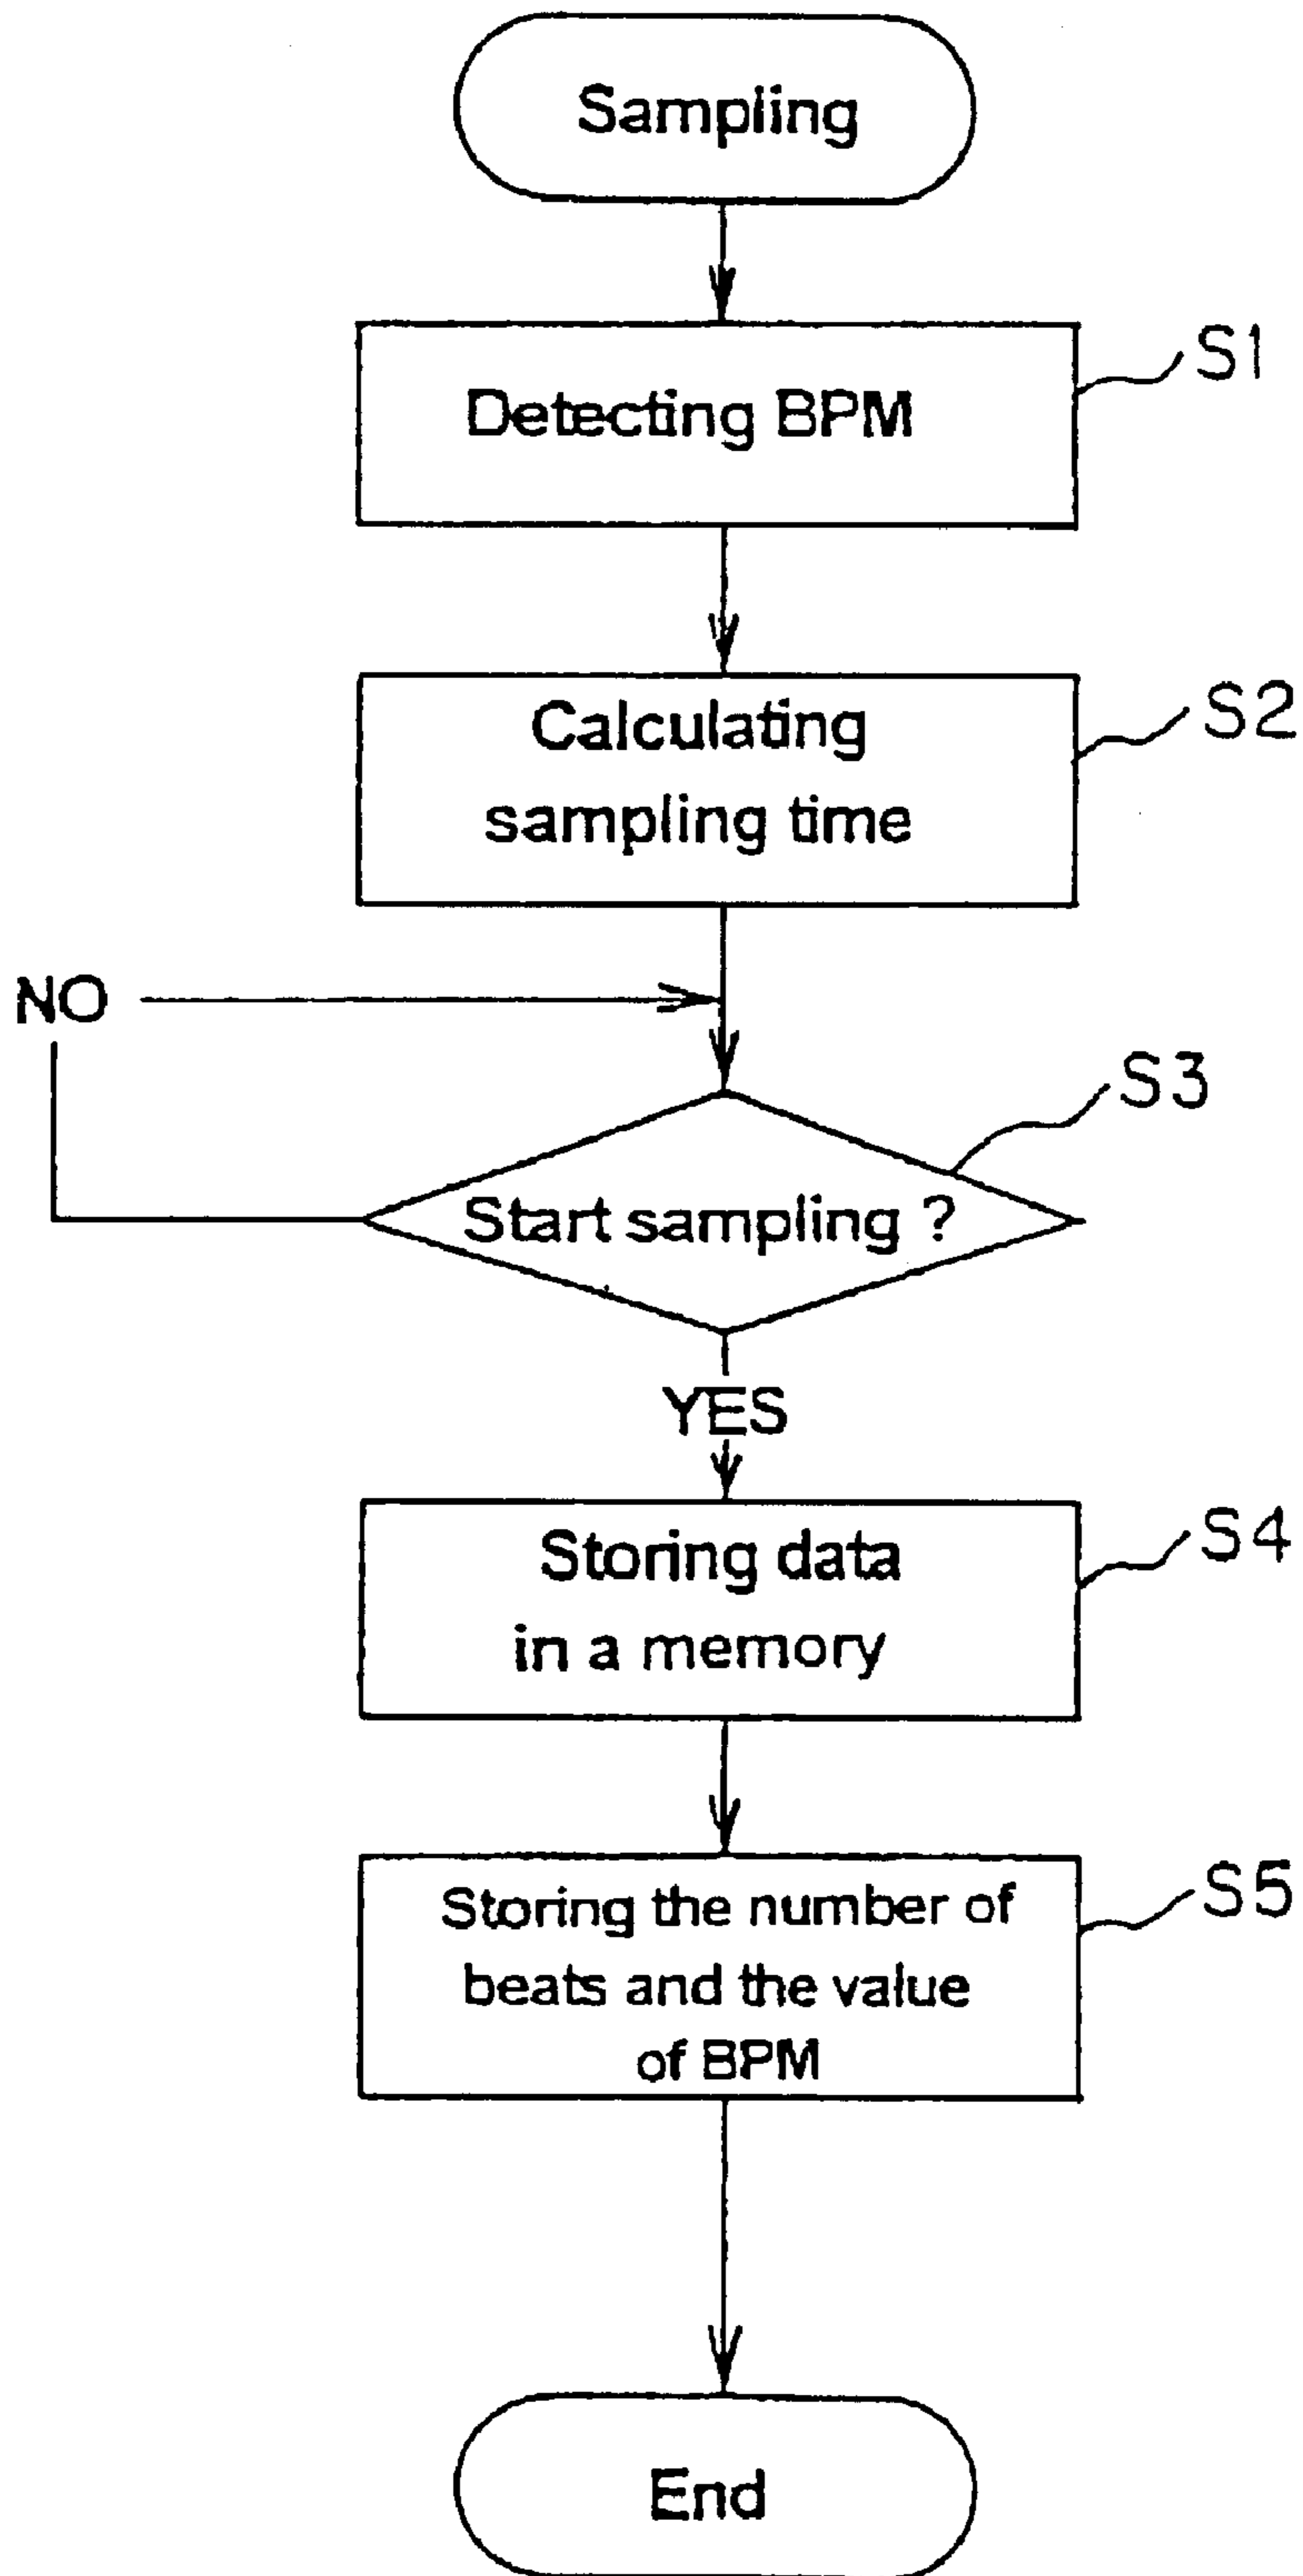 Sampling
Detecting BPM
S1
Calculating
sampling time
S2
NO
Start sampling ?
S3
YES
Storing data
in a memory
S4
Storing the number of
beats and the value
of BPM
S5
End